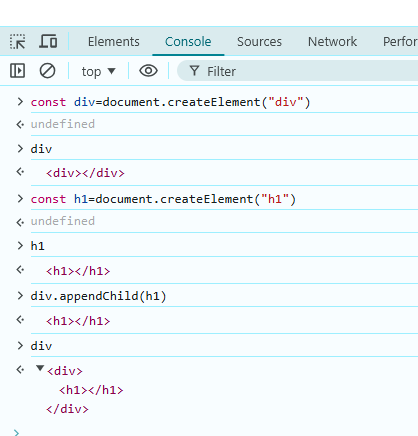 Elements Console Sources Network Perfor
top Filter
const div=document.createElement("div")
undefined
div
<div></div>
const h1=document.createElement("h1")
undefined
h1
<h1></h1>
div.appendChild(h1)
<h1></h1>
div
<div>
<h1></h1>
</div>